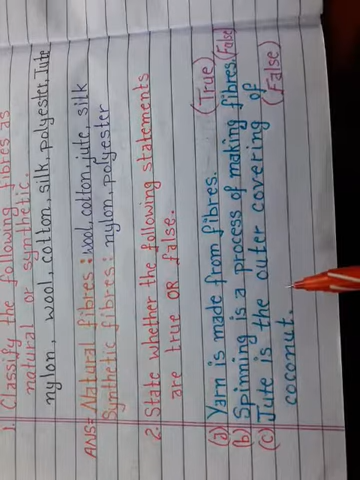 1. Classify the following fibres as
natural or synthetic.
nylon, wool, cotton, silk, polyester, Jute
ANS= Natural fibres: wool, cotton, jute, silk
Synthetic fibres: nylon, polyester
2. State whether the following statements
are true OR false.
(a) Yarn is made from fibres. (True)
(b) Spinning is a process of making fibres. (False)
(c) Jute is the outer covering of
coconut. (False)